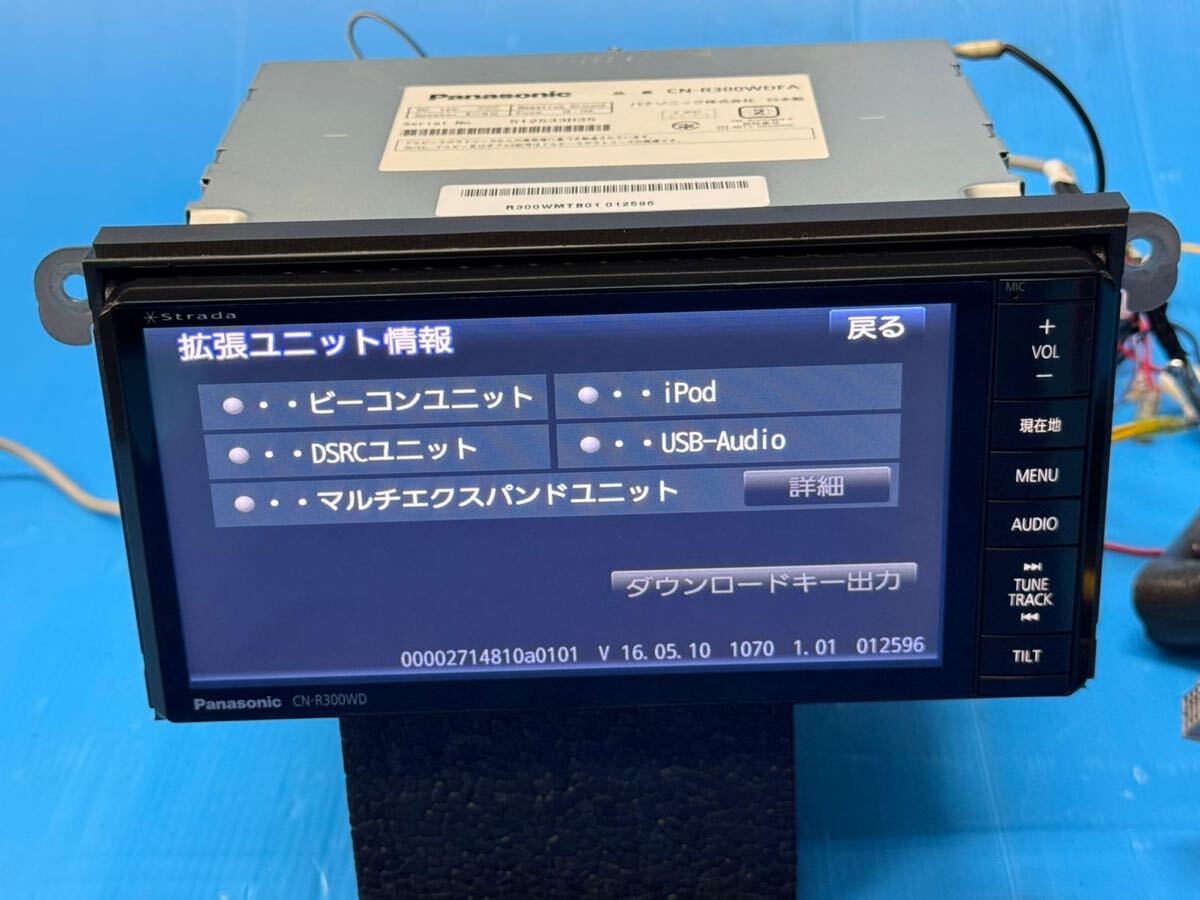 Panasonic 品番 CN-R300WDFA
パナソニック株式会社 日本製
Serial No. 512533D35
R300WMTB01 012596
Strada
MIC
拡張ユニット情報
戻る
・・ビーコンユニット
・・iPod
・・DSRCユニット
・・USB-Audio
・・マルチエクスパンドユニット
詳細
ダウンロードキー出力
00002714810a0101 V 16.05.10 1070 1.01 012596
+
VOL
−
現在地
MENU
AUDIO
TUNE
TRACK
TILT
Panasonic CN-R300WD